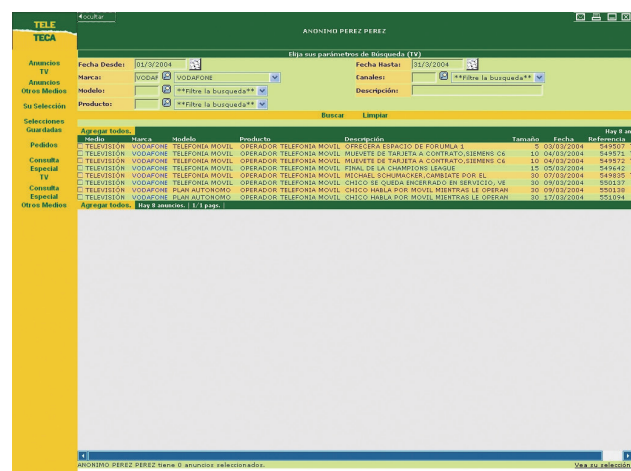 ocultar
TELE
TECA
ANONIMO PEREZ PEREZ
Elija sus parámetros de Búsqueda (TV)
Fecha Desde: 01/3/2004 Fecha Hasta: 31/3/2004
Marca: VODAF VODAFONE Canales: **Filtre la busqueda**
Modelo: **Filtre la busqueda** Descripción:
Producto: **Filtre la busqueda**
Buscar Limpiar
Anuncios
TV
Anuncios
Otros Medios
Su Selección
Selecciones
Guardadas
Pedidos
Consulta
Especial
TV
Consulta
Especial
Otros Medios
Agregar todos. Hay 8 an
Medio Marca Modelo Producto Descripción Tamaño Fecha Referencia
TELEVISIÓN VODAFONE TELEFONIA MOVIL OPERADOR TELEFONIA MOVIL OFRECERA ESPACIO DE FORUMLA 1 5 03/03/2004 549507
TELEVISIÓN VODAFONE TELEFONIA MOVIL OPERADOR TELEFONIA MOVIL MUEVETE DE TARJETA A CONTRATO,SIEMENS C6 10 04/03/2004 549571
TELEVISIÓN VODAFONE TELEFONIA MOVIL OPERADOR TELEFONIA MOVIL MUEVETE DE TARJETA A CONTRATO,SIEMENS C6 10 04/03/2004 549572
TELEVISIÓN VODAFONE TELEFONIA MOVIL OPERADOR TELEFONIA MOVIL FINAL DE LA CHAMPIONS LEAGUE 15 05/03/2004 549642
TELEVISIÓN VODAFONE TELEFONIA MOVIL OPERADOR TELEFONIA MOVIL MICHAEL SCHUMACKER,CAMBIATE POR EL 30 07/03/2004 549835
TELEVISIÓN VODAFONE PLAN AUTONOMO OPERADOR TELEFONIA MOVIL CHICO SE QUEDA ENCERRADO EN SERVICIO, VE 30 09/03/2004 550137
TELEVISIÓN VODAFONE PLAN AUTONOMO OPERADOR TELEFONIA MOVIL CHICO HABLA POR MOVIL MIENTRAS LE OPERAN 30 09/03/2004 550138
TELEVISIÓN VODAFONE PLAN AUTONOMO OPERADOR TELEFONIA MOVIL CHICO HABLA POR MOVIL MIENTRAS LE OPERAN 30 17/03/2004 551094
Agregar todos. Hay 8 anuncios. | 1/1 pags. |
ANONIMO PEREZ PEREZ tiene 0 anuncios seleccionados. Vea su selección